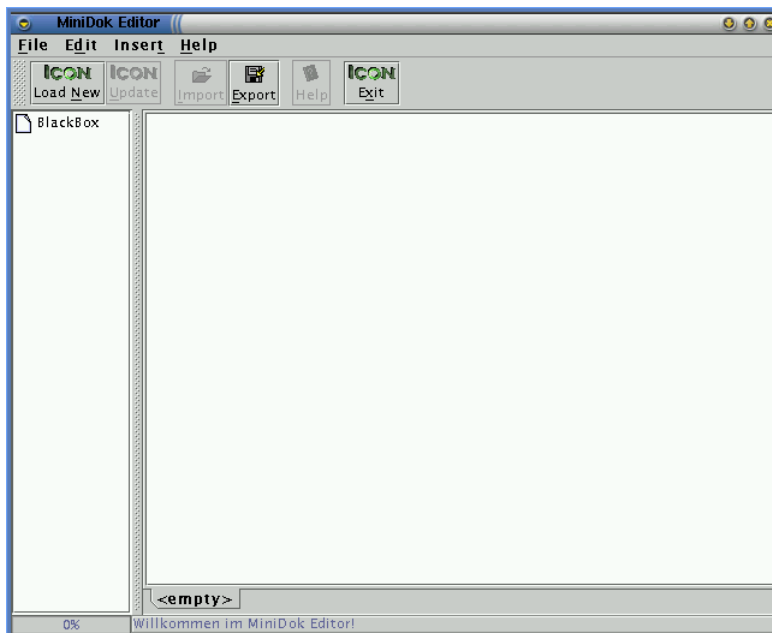 MiniDok Editor
File Edit Insert Help
ICON ICON ICON
Load New Update Import Export Help Exit
BlackBox
<empty>
0% Willkommen im MiniDok Editor!